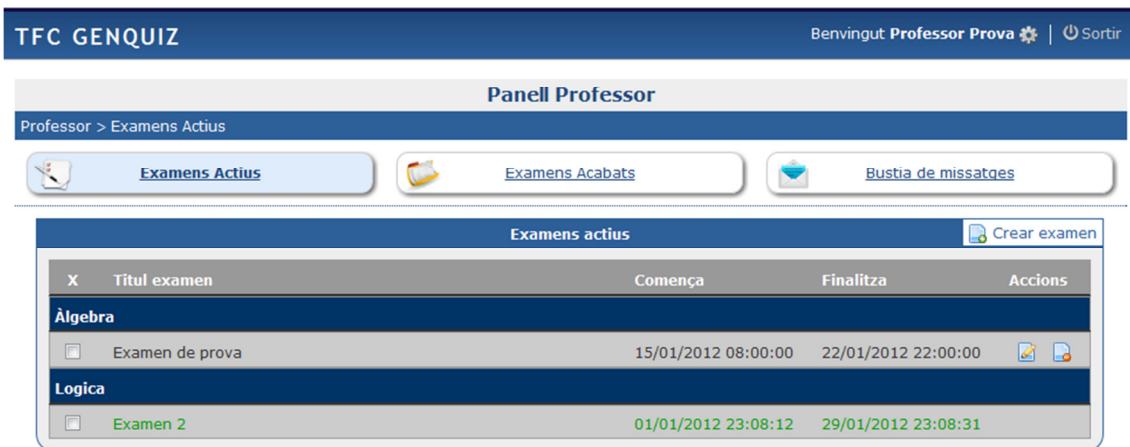 TFC GENQUIZ Benvingut Professor Prova | Sortir
Panell Professor
Professor > Examens Actius
Examens Actius Examens Acabats Bustia de missatges
Examens actius Crear examen
X Titul examen Comença Finalitza Accions
Àlgebra
Examen de prova 15/01/2012 08:00:00 22/01/2012 22:00:00
Logica
Examen 2 01/01/2012 23:08:12 29/01/2012 23:08:31